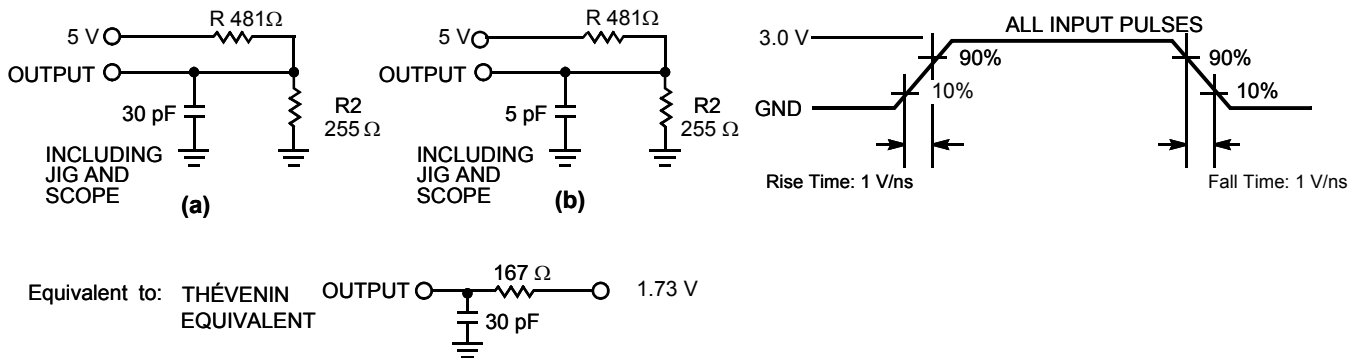 R 481Ω
5 V
OUTPUT
30 pF
R2
255 Ω
INCLUDING
JIG AND
SCOPE
(a)
R 481Ω
5 V
OUTPUT
5 pF
R2
255 Ω
INCLUDING
JIG AND
SCOPE
(b)
ALL INPUT PULSES
3.0 V
90%
10%
GND
90%
10%
Rise Time: 1 V/ns
Fall Time: 1 V/ns
Equivalent to: THÉVENIN
EQUIVALENT
OUTPUT
167 Ω
1.73 V
30 pF